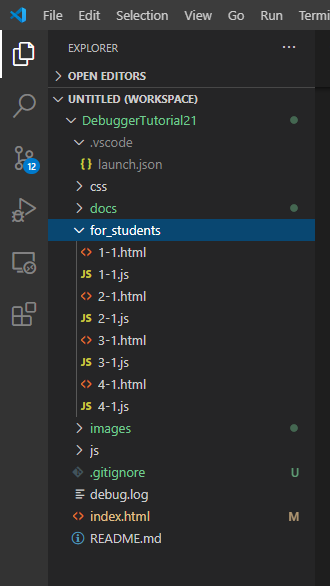 File Edit Selection View Go Run Termi
EXPLORER
OPEN EDITORS
UNTITLED (WORKSPACE)
DebuggerTutorial21
.vscode
{} launch.json
css
12
docs
for_students
<> 1-1.html
JS 1-1.js
<> 2-1.html
JS 2-1.js
<> 3-1.html
JS 3-1.js
<> 4-1.html
JS 4-1.js
images
js
.gitignore U
debug.log
<> index.html M
README.md